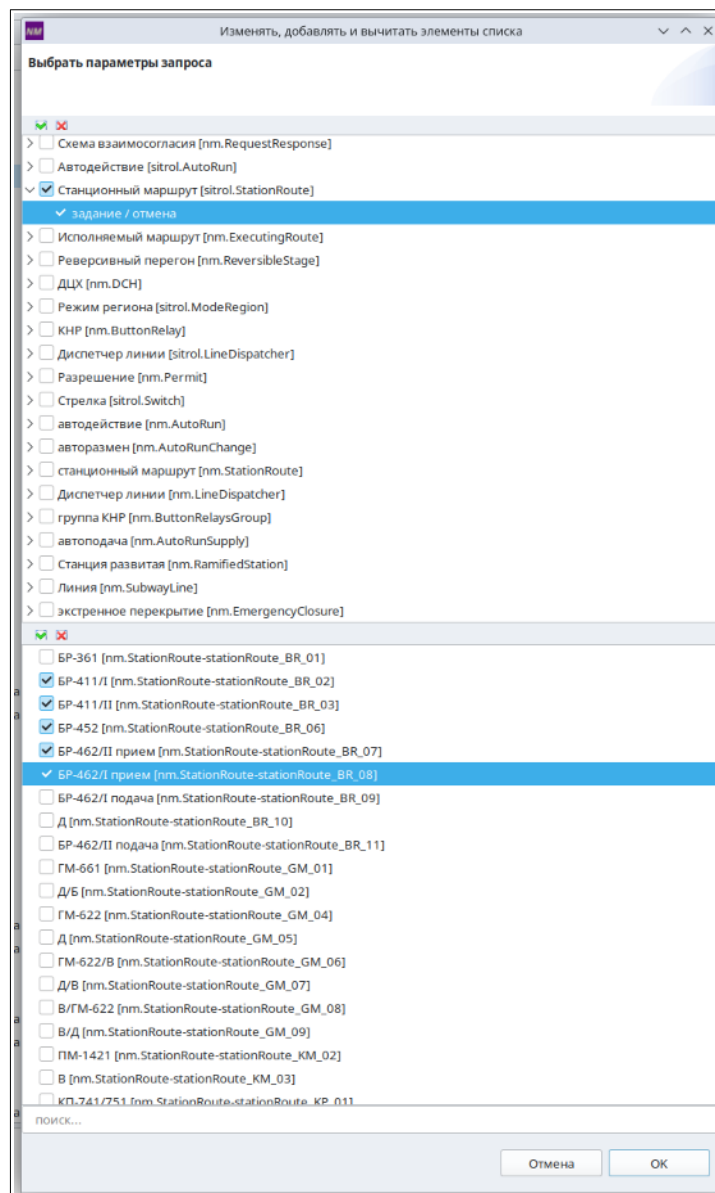 NM
Изменять, добавлять и вычитать элементы списка
Выбрать параметры запроса
Схема взаимосогласия [nm.RequestResponse]
Автодействие [sitrol.AutoRun]
Станционный маршрут [sitrol.StationRoute]
задание / отмена
Исполняемый маршрут [nm.ExecutingRoute]
Реверсивный перегон [nm.ReversibleStage]
ДЦХ [nm.DCH]
Режим региона [sitrol.ModeRegion]
КНР [nm.ButtonRelay]
Диспетчер линии [sitrol.LineDispatcher]
Разрешение [nm.Permit]
Стрелка [sitrol.Switch]
автодействие [nm.AutoRun]
авторазмен [nm.AutoRunChange]
станционный маршрут [nm.StationRoute]
Диспетчер линии [nm.LineDispatcher]
группа КНР [nm.ButtonRelaysGroup]
автоподача [nm.AutoRunSupply]
Станция развитая [nm.RamifiedStation]
Линия [nm.SubwayLine]
экстренное перекрытие [nm.EmergencyClosure]
БР-361 [nm.StationRoute-stationRoute_BR_01]
БР-411/I [nm.StationRoute-stationRoute_BR_02]
БР-411/II [nm.StationRoute-stationRoute_BR_03]
БР-452 [nm.StationRoute-stationRoute_BR_06]
БР-462/II прием [nm.StationRoute-stationRoute_BR_07]
БР-462/I прием [nm.StationRoute-stationRoute_BR_08]
БР-462/I подача [nm.StationRoute-stationRoute_BR_09]
Д [nm.StationRoute-stationRoute_BR_10]
БР-462/II подача [nm.StationRoute-stationRoute_BR_11]
ГМ-661 [nm.StationRoute-stationRoute_GM_01]
Д/Б [nm.StationRoute-stationRoute_GM_02]
ГМ-622 [nm.StationRoute-stationRoute_GM_04]
Д [nm.StationRoute-stationRoute_GM_05]
ГМ-622/В [nm.StationRoute-stationRoute_GM_06]
Д/В [nm.StationRoute-stationRoute_GM_07]
В/ГМ-622 [nm.StationRoute-stationRoute_GM_08]
В/Д [nm.StationRoute-stationRoute_GM_09]
ПМ-1421 [nm.StationRoute-stationRoute_KM_02]
В [nm.StationRoute-stationRoute_KM_03]
КП-741/751 [nm.StationRoute-stationRoute_KP_01]
поиск...
Отмена
OK